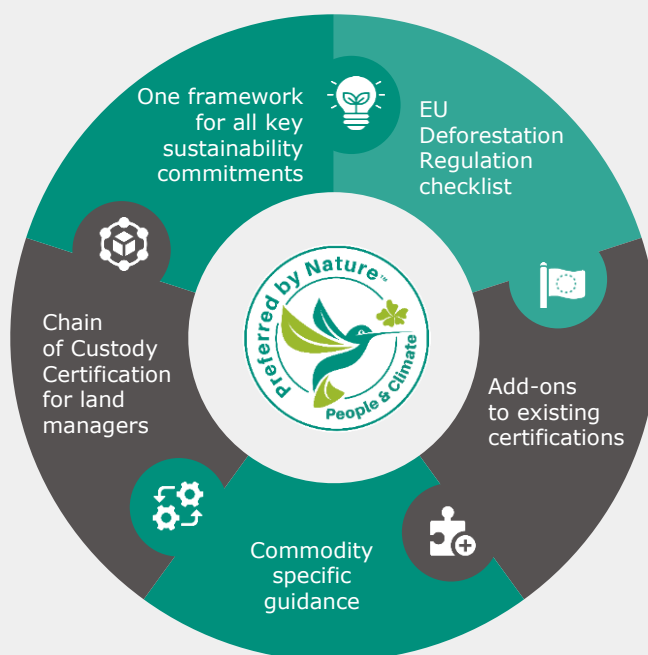 One framework
for all key
sustainability
commitments
EU
Deforestation
Regulation
checklist
Add-ons
to existing
certifications
Commodity
specific
guidance
Chain
of Custody
Certification
for land
managers
Preferred by Nature™
People & Climate